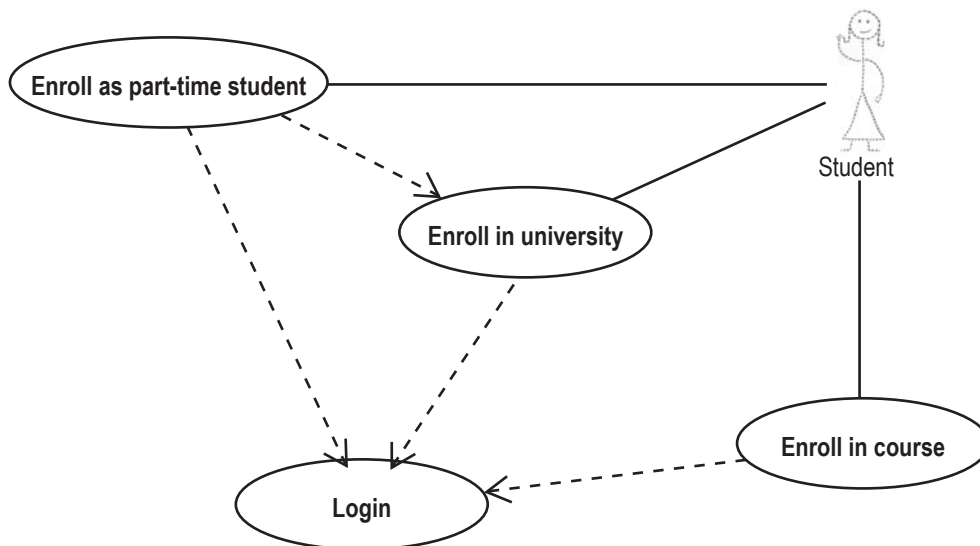 Enroll as part-time student
Student
Enroll in university
Enroll in course
Login